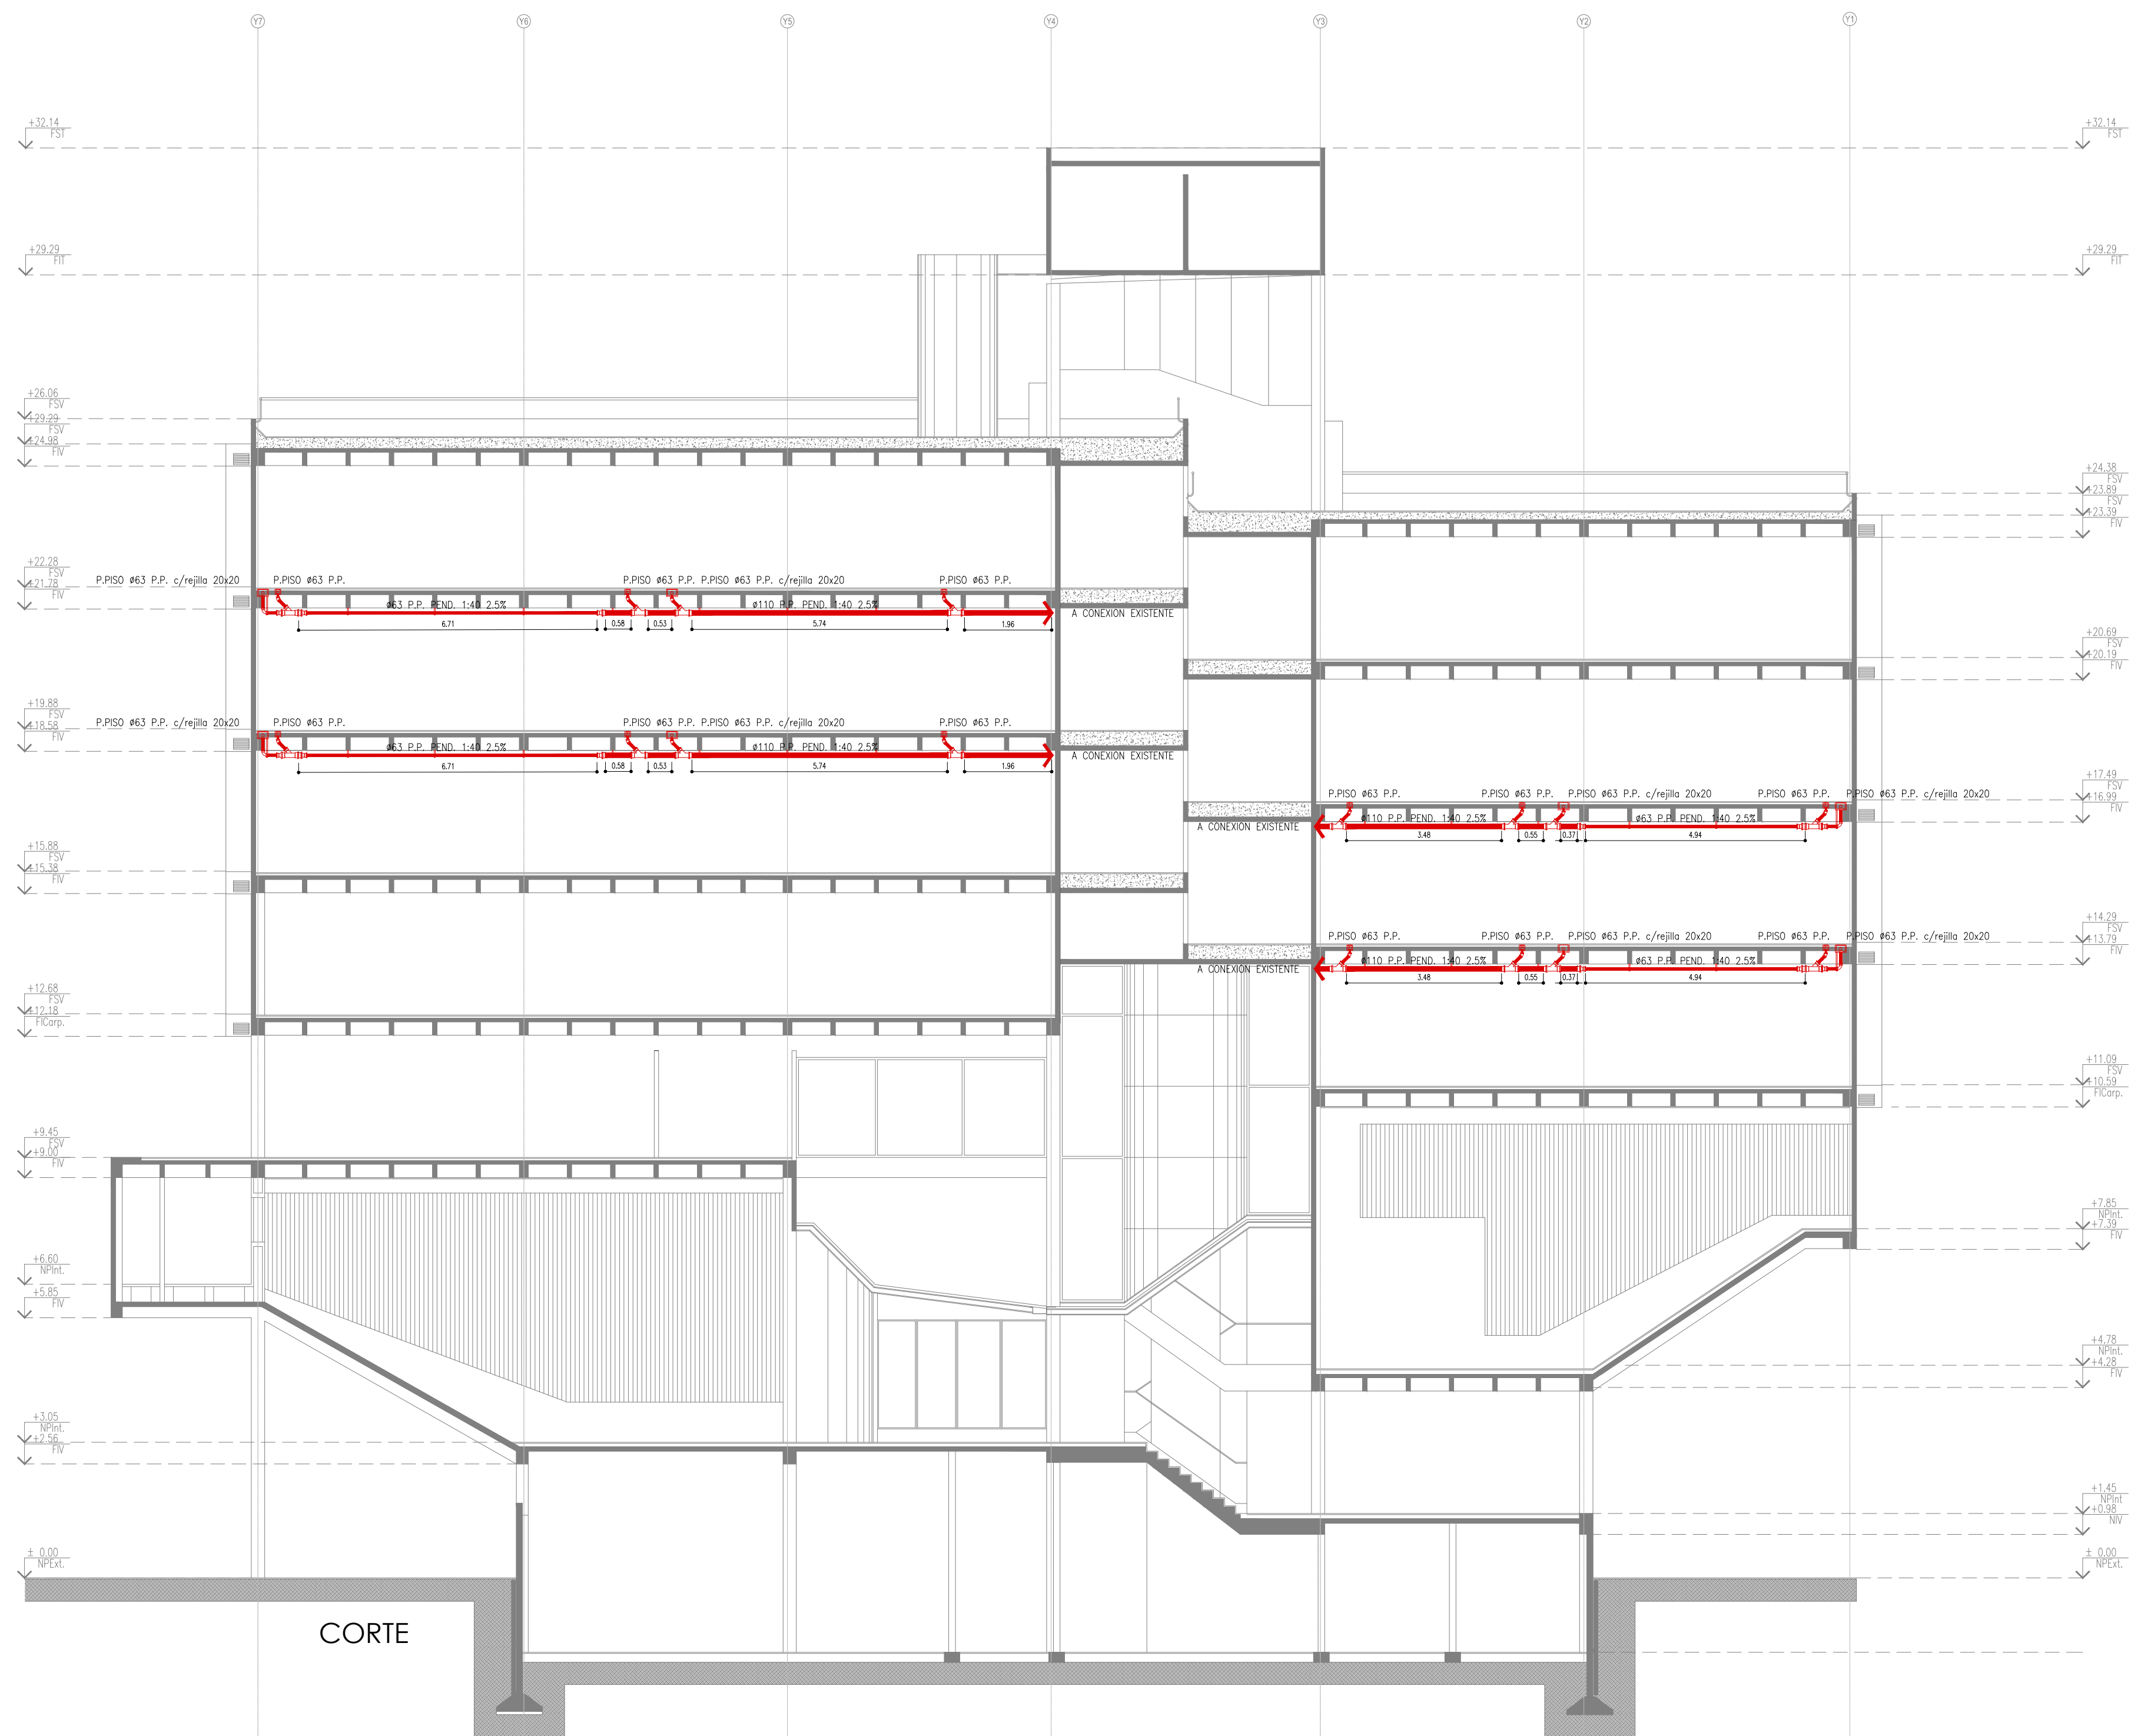 Y7 Y6 Y5 Y4 Y3 Y2 Y1
+32.14 +32.14
FST FST
+29.29 +29.29
FIT FIT
+26.06
FSV
+29.29
FSV
+24.98
FIV
+24.38
FSV
+23.89
FSV
+23.39
FIV
+22.28
FSV
+21.78
FIV
P.PISO ø63 P.P. c/rejilla 20x20 P.PISO ø63 P.P. P.PISO ø63 P.P. P.PISO ø63 P.P. c/rejilla 20x20 P.PISO ø63 P.P.
ø63 P.P. PEND. 1:40 2.5% ø110 P.P. PEND. 1:40 2.5%
A CONEXION EXISTENTE
6.71 0.58 0.53 5.74 1.96
+20.69
FSV
+20.19
FIV
+19.88
FSV
+18.58
FIV
P.PISO ø63 P.P. c/rejilla 20x20 P.PISO ø63 P.P. P.PISO ø63 P.P. P.PISO ø63 P.P. c/rejilla 20x20 P.PISO ø63 P.P.
ø63 P.P. PEND. 1:40 2.5% ø110 P.P. PEND. 1:40 2.5%
A CONEXION EXISTENTE
6.71 0.58 0.53 5.74 1.96
+17.49
FSV
+16.99
FIV
P.PISO ø63 P.P. P.PISO ø63 P.P. P.PISO ø63 P.P. c/rejilla 20x20 P.PISO ø63 P.P. P.PISO ø63 P.P. c/rejilla 20x20
ø110 P.P. PEND. 1:40 2.5% ø63 P.P. PEND. 1:40 2.5%
A CONEXION EXISTENTE
3.48 0.55 0.37 4.94
+15.88
FSV
+15.38
FIV
+14.29
FSV
+13.79
FIV
P.PISO ø63 P.P. P.PISO ø63 P.P. P.PISO ø63 P.P. c/rejilla 20x20 P.PISO ø63 P.P. P.PISO ø63 P.P. c/rejilla 20x20
ø110 P.P. PEND. 1:40 2.5% ø63 P.P. PEND. 1:40 2.5%
A CONEXION EXISTENTE
3.48 0.55 0.37 4.94
+12.68
FSV
+12.18
FICarp.
+11.09
FSV
+10.59
FICarp.
+9.45
FSV
+9.00
FIV
+7.85
NPInt.
+7.39
FIV
+6.60
NPInt.
+5.85
FIV
+4.78
NPInt.
+4.28
FIV
+3.05
NPInt.
+2.56
FIV
+1.45
NPInt
+0.98
NIV
± 0.00 ± 0.00
NPExt. NPExt.
CORTE